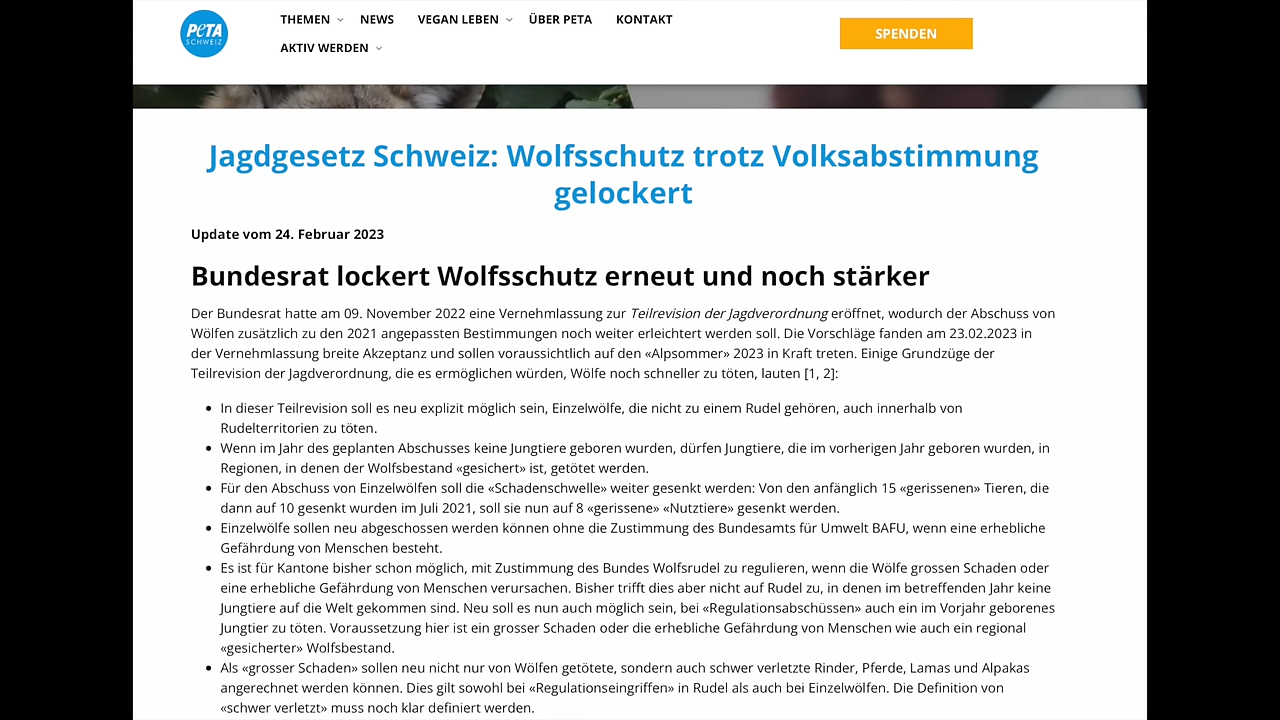 PeTA
SCHWEIZ
THEMEN
NEWS
VEGAN LEBEN
ÜBER PETA
KONTAKT
AKTIV WERDEN
SPENDEN
Jagdgesetz Schweiz: Wolfsschutz trotz Volksabstimmung
gelockert
Update vom 24. Februar 2023
Bundesrat lockert Wolfsschutz erneut und noch stärker
Der Bundesrat hatte am 09. November 2022 eine Vernehmlassung zur Teilrevision der Jagdverordnung eröffnet, wodurch der Abschuss von
Wölfen zusätzlich zu den 2021 angepassten Bestimmungen noch weiter erleichtert werden soll. Die Vorschläge fanden am 23.02.2023 in
der Vernehmlassung breite Akzeptanz und sollen voraussichtlich auf den «Alpsommer» 2023 in Kraft treten. Einige Grundzüge der
Teilrevision der Jagdverordnung, die es ermöglichen würden, Wölfe noch schneller zu töten, lauten [1, 2]:
• In dieser Teilrevision soll es neu explizit möglich sein, Einzelwölfe, die nicht zu einem Rudel gehören, auch innerhalb von
Rudelterritorien zu töten.
• Wenn im Jahr des geplanten Abschusses keine Jungtiere geboren wurden, dürfen Jungtiere, die im vorherigen Jahr geboren wurden, in
Regionen, in denen der Wolfsbestand «gesichert» ist, getötet werden.
• Für den Abschuss von Einzelwölfen soll die «Schadenschwelle» weiter gesenkt werden: Von den anfänglich 15 «gerissenen» Tieren, die
dann auf 10 gesenkt wurden im Juli 2021, soll sie nun auf 8 «gerissene» «Nutztiere» gesenkt werden.
• Einzelwölfe sollen neu abgeschossen werden können ohne die Zustimmung des Bundesamts für Umwelt BAFU, wenn eine erhebliche
Gefährdung von Menschen besteht.
• Es ist für Kantone bisher schon möglich, mit Zustimmung des Bundes Wolfsrudel zu regulieren, wenn die Wölfe grossen Schaden oder
eine erhebliche Gefährdung von Menschen verursachen. Bisher trifft dies aber nicht auf Rudel zu, in denen im betreffenden Jahr keine
Jungtiere auf die Welt gekommen sind. Neu soll es nun auch möglich sein, bei «Regulationsabschüssen» auch ein im Vorjahr geborenes
Jungtier zu töten. Voraussetzung hier ist ein grosser Schaden oder die erhebliche Gefährdung von Menschen wie auch ein regional
«gesicherter» Wolfsbestand.
• Als «grosser Schaden» sollen neu nicht nur von Wölfen getötete, sondern auch schwer verletzte Rinder, Pferde, Lamas und Alpakas
angerechnet werden können. Dies gilt sowohl bei «Regulationseingriffen» in Rudel als auch bei Einzelwölfen. Die Definition von
«schwer verletzt» muss noch klar definiert werden.